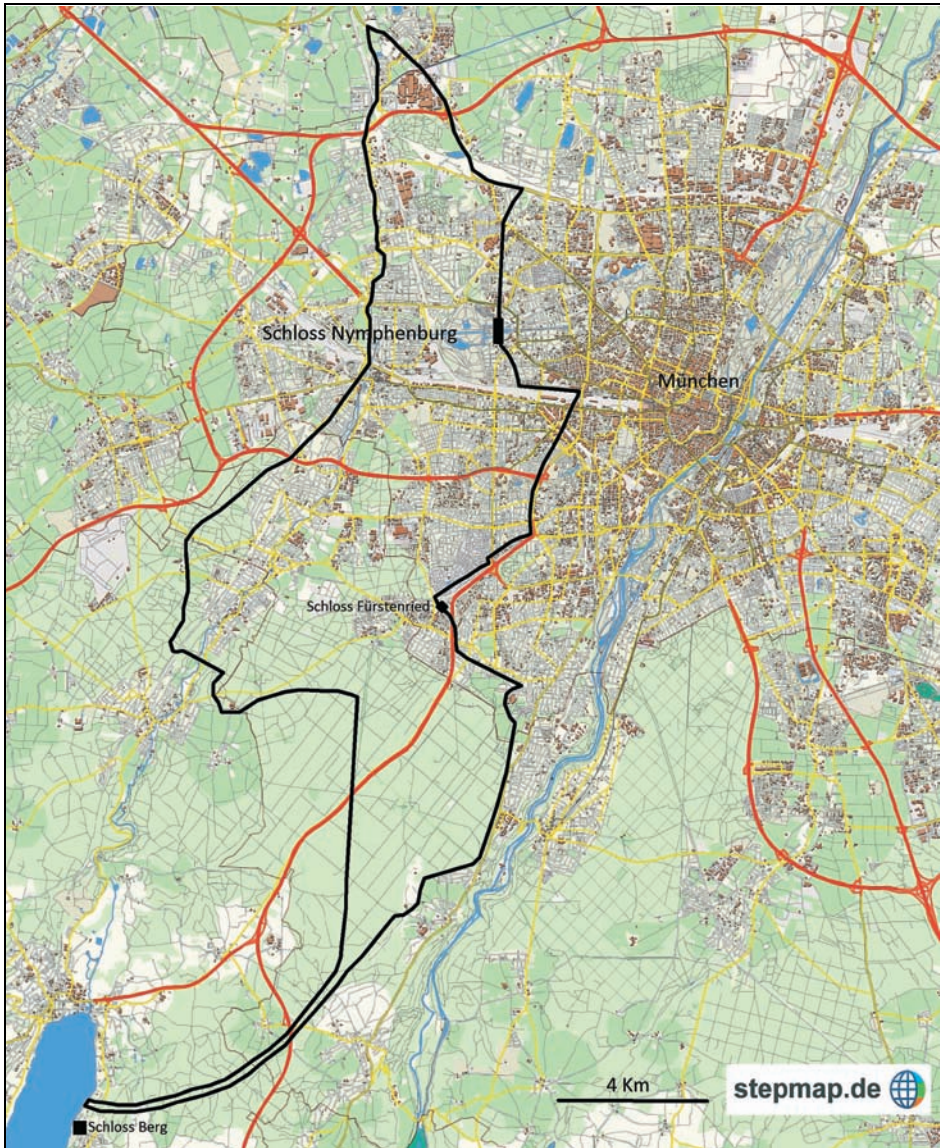 Schloss Nymphenburg
München
Schloss Fürstenried
4 Km
stepmap.de
Schloss Berg